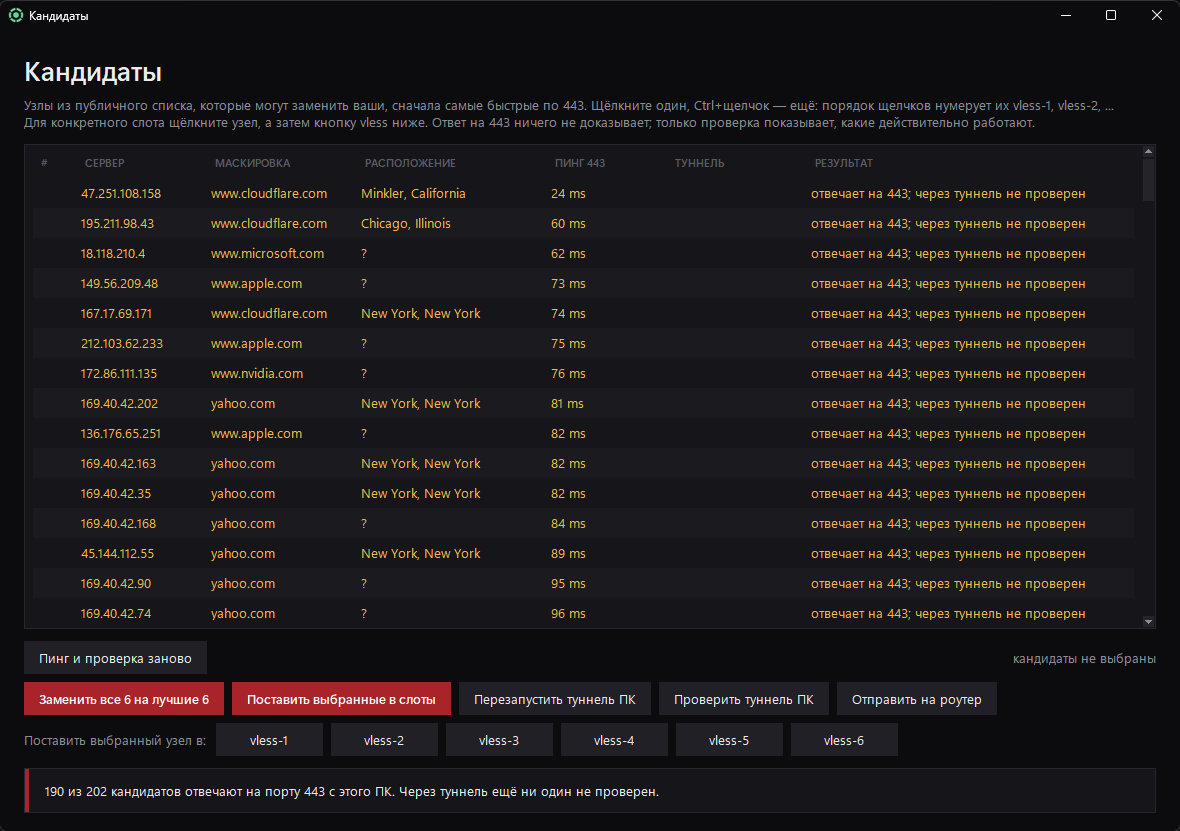 Кандидаты
Кандидаты
Узлы из публичного списка, которые могут заменить ваши, сначала самые быстрые по 443. Щёлкните один, Ctrl+щелчок — ещё: порядок щелчков нумерует их vless-1, vless-2, ...
Для конкретного слота щёлкните узел, а затем кнопку vless ниже. Ответ на 443 ничего не доказывает; только проверка показывает, какие действительно работают.
# СЕРВЕР МАСКИРОВКА РАСПОЛОЖЕНИЕ ПИНГ 443 ТУННЕЛЬ РЕЗУЛЬТАТ
47.251.108.158 www.cloudflare.com Minkler, California 24 ms отвечает на 443; через туннель не проверен
195.211.98.43 www.cloudflare.com Chicago, Illinois 60 ms отвечает на 443; через туннель не проверен
18.118.210.4 www.microsoft.com ? 62 ms отвечает на 443; через туннель не проверен
149.56.209.48 www.apple.com ? 73 ms отвечает на 443; через туннель не проверен
167.17.69.171 www.cloudflare.com New York, New York 74 ms отвечает на 443; через туннель не проверен
212.103.62.233 www.apple.com ? 75 ms отвечает на 443; через туннель не проверен
172.86.111.135 www.nvidia.com ? 76 ms отвечает на 443; через туннель не проверен
169.40.42.202 yahoo.com New York, New York 81 ms отвечает на 443; через туннель не проверен
136.176.65.251 www.apple.com ? 82 ms отвечает на 443; через туннель не проверен
169.40.42.163 yahoo.com New York, New York 82 ms отвечает на 443; через туннель не проверен
169.40.42.35 yahoo.com New York, New York 82 ms отвечает на 443; через туннель не проверен
169.40.42.168 yahoo.com ? 84 ms отвечает на 443; через туннель не проверен
45.144.112.55 yahoo.com New York, New York 89 ms отвечает на 443; через туннель не проверен
169.40.42.90 yahoo.com ? 95 ms отвечает на 443; через туннель не проверен
169.40.42.74 yahoo.com ? 96 ms отвечает на 443; через туннель не проверен
Пинг и проверка заново кандидаты не выбраны
Заменить все 6 на лучшие 6 Поставить выбранные в слоты Перезапустить туннель ПК Проверить туннель ПК Отправить на роутер
Поставить выбранный узел в: vless-1 vless-2 vless-3 vless-4 vless-5 vless-6
190 из 202 кандидатов отвечают на порту 443 с этого ПК. Через туннель ещё ни один не проверен.